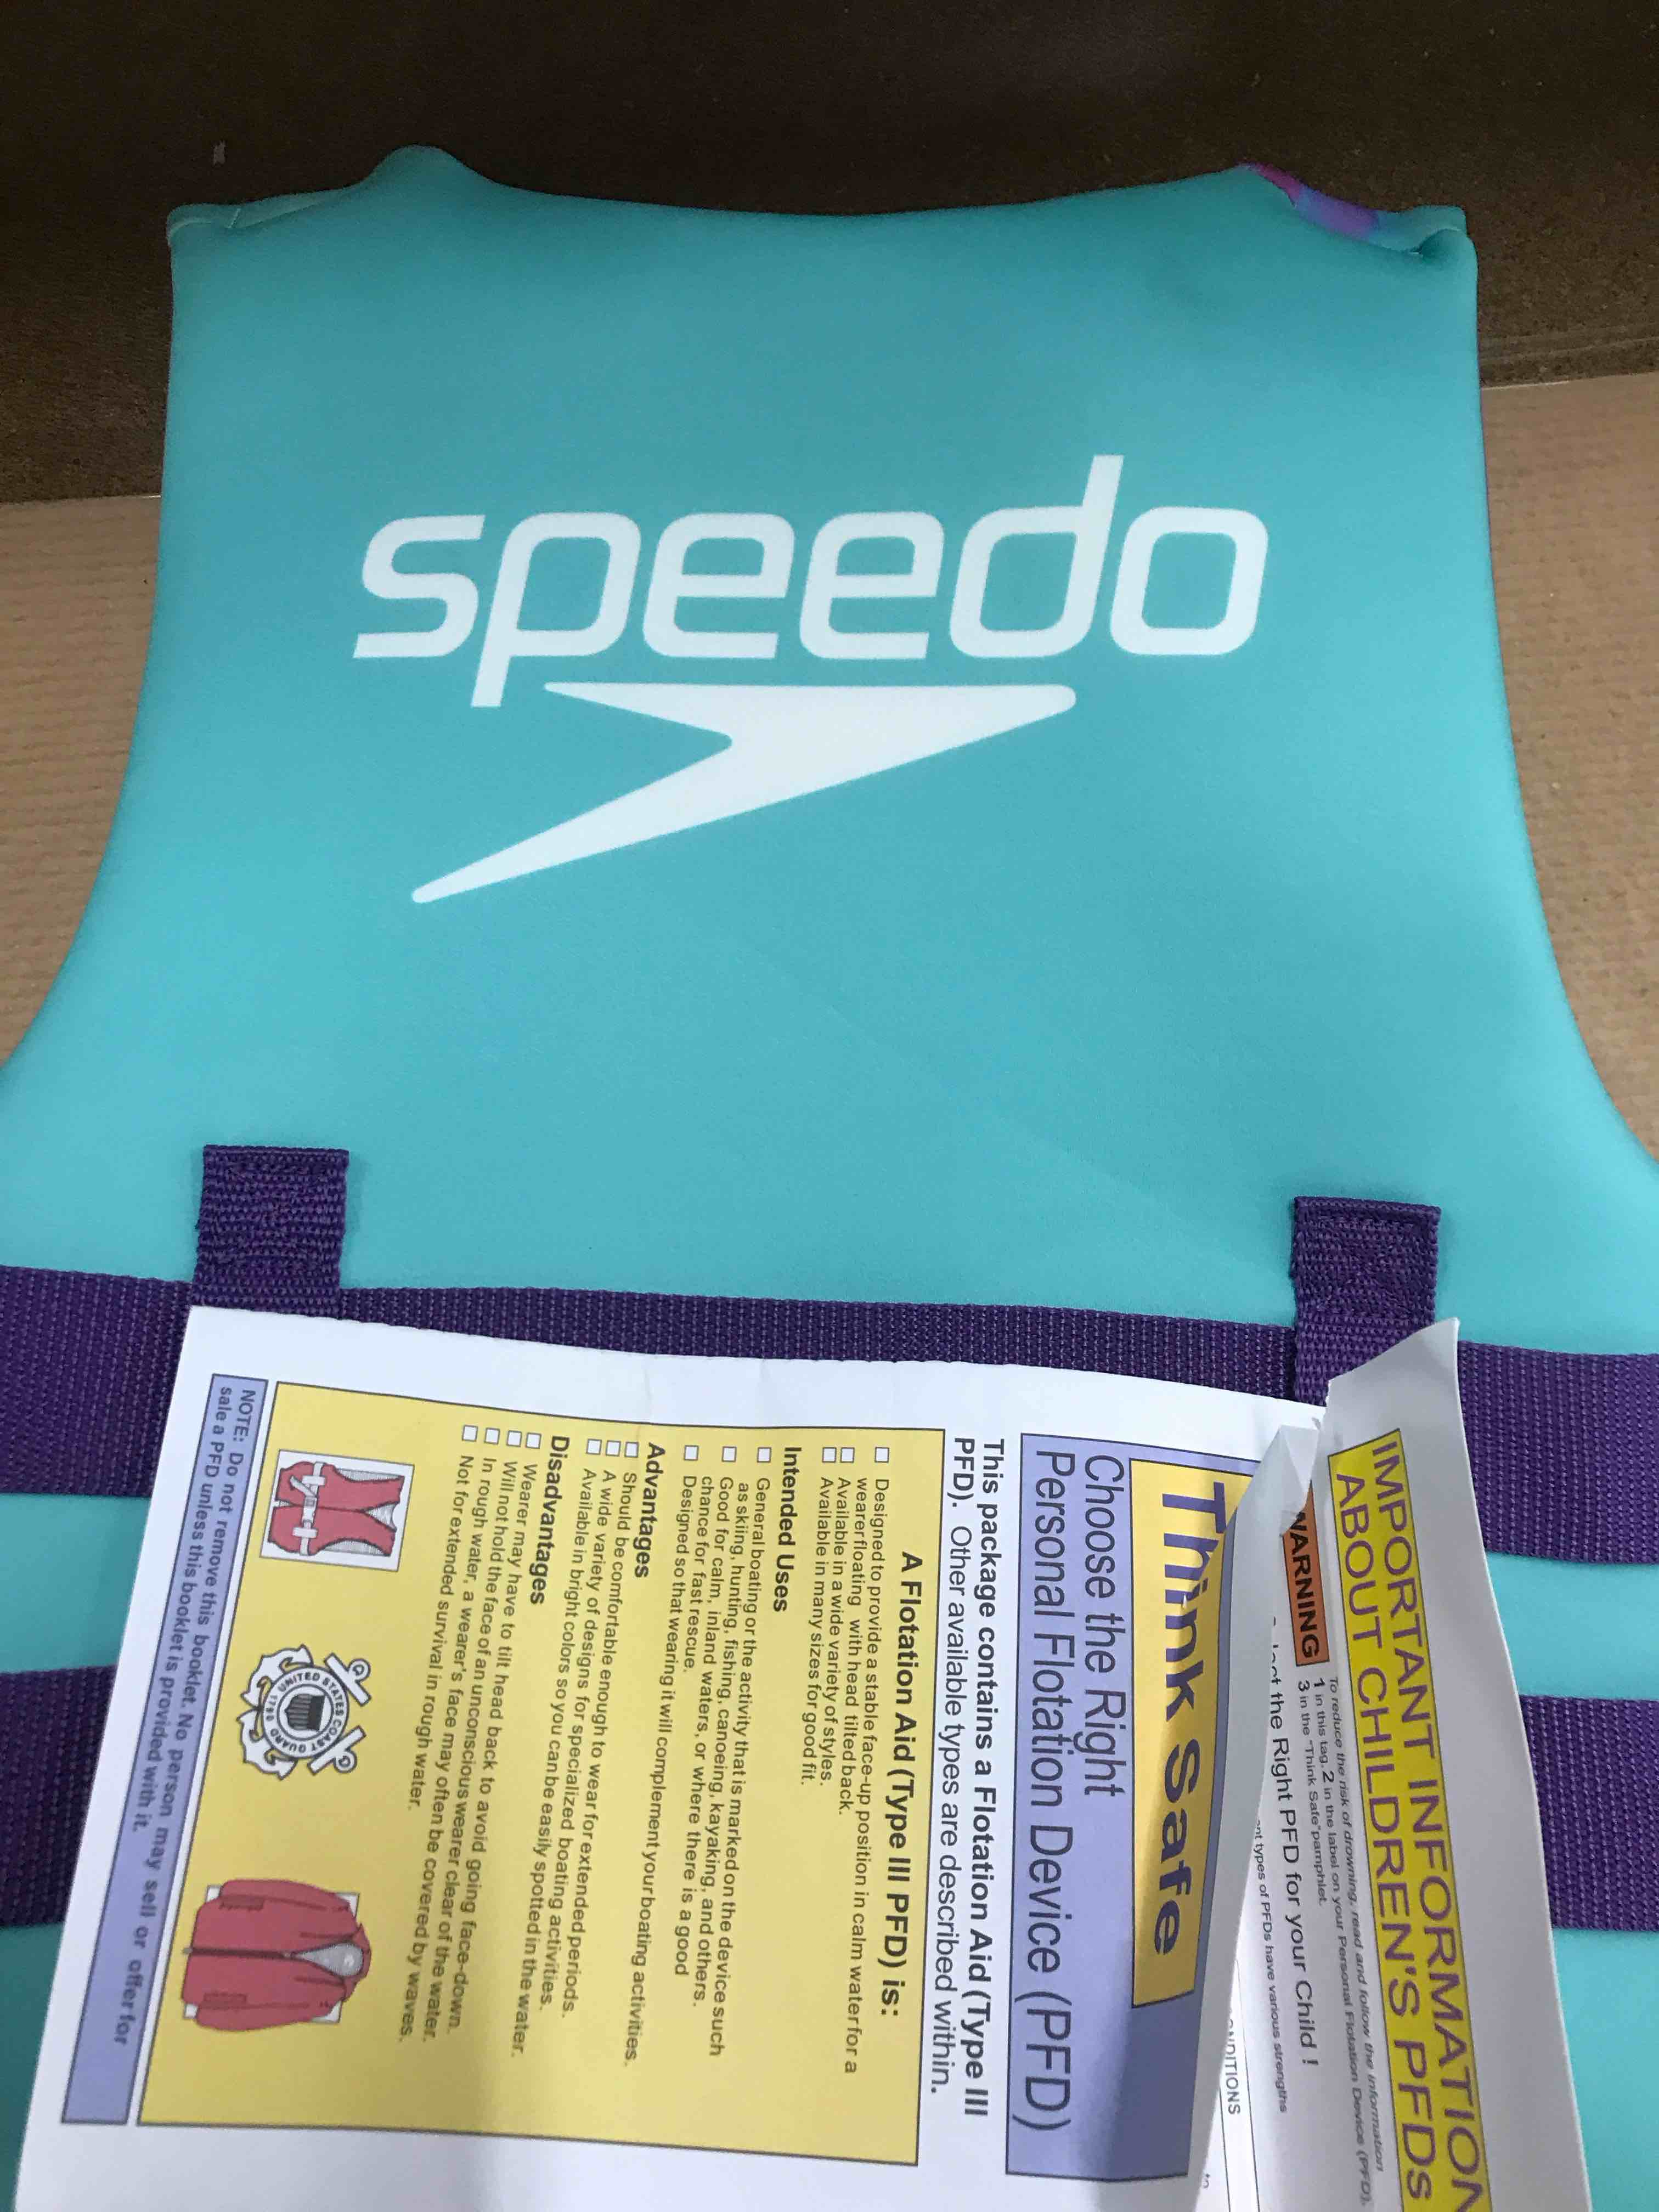 speedo
IMPORTANT INFORMATION
ABOUT CHILDREN'S PFDs
To reduce the risk of drowning, read and follow the information
1 in this tag, 2 in the label on your Personal Flotation Device (PFD),
3 in the "Think Safe" pamphlet.
the Right PFD for your Child !
types of PFDs have various strengths
Think Safe
Choose the Right
Personal Flotation Device (PFD)
This package contains a Flotation Aid (Type III
PFD). Other available types are described within.
A Flotation Aid (Type III PFD) is:
Designed to provide a stable face-up position in calm water for a
wearer floating with head tilted back.
Available in a wide variety of styles.
Available in many sizes for good fit.
Intended Uses
General boating or the activity that is marked on the device such
as skiing, hunting, fishing, canoeing, kayaking, and others.
Good for calm, inland waters, or where there is a good
chance for fast rescue.
Designed so that wearing it will complement your boating activities.
Advantages
Should be comfortable enough to wear for extended periods.
A wide variety of designs for specialized boating activities.
Available in bright colors so you can be easily spotted in the water.
Disadvantages
Wearer may have to tilt head back to avoid going face-down.
Will not hold the face of an unconscious wearer clear of the water.
In rough water, a wearer's face may often be covered by waves.
Not for extended survival in rough water.
UNITED STATES COAST GUARD
1790
NOTE: Do not remove this booklet. No person may sell or offer for
sale a PFD unless this booklet is provided with it.